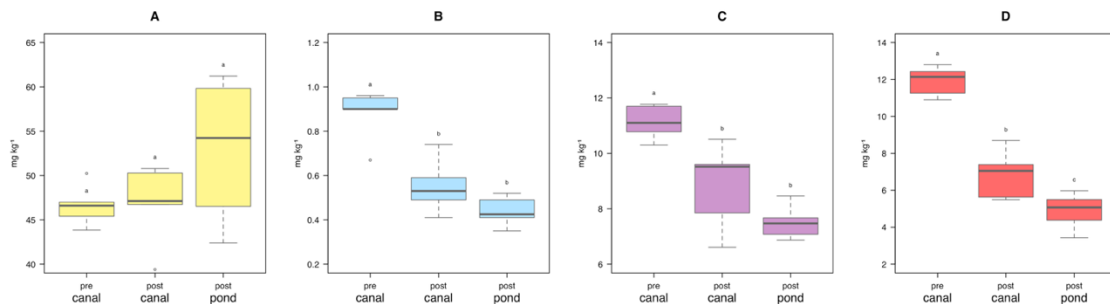 A
mg kg⁻¹
65
60
55
50
45
40
a
a
a
pre
canal
post
canal
post
pond
B
mg kg⁻¹
1.2
1.0
0.8
0.6
0.4
0.2
a
b
b
pre
canal
post
canal
post
pond
C
mg kg⁻¹
14
12
10
8
6
a
b
b
pre
canal
post
canal
post
pond
D
mg kg⁻¹
14
12
10
8
6
4
2
a
b
c
pre
canal
post
canal
post
pond